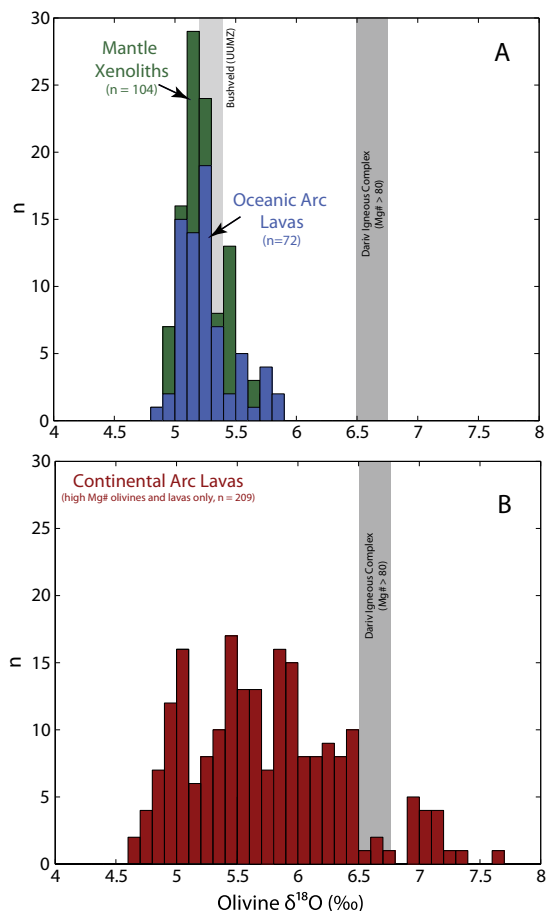 30
25
20
15
10
5
0
n
Mantle
Xenoliths
(n = 104)
Bushveld (UUMZ)
A
Oceanic Arc
Lavas
(n=72)
Dariv Igneous Complex
(Mg# > 80)
4 4.5 5 5.5 6 6.5 7 7.5 8
30
25
20
15
10
5
0
n
Continental Arc Lavas
(high Mg# olivines and lavas only, n = 209)
B
Dariv Igneous Complex
(Mg# > 80)
4 4.5 5 5.5 6 6.5 7 7.5 8
Olivine δ¹⁸O (‰)